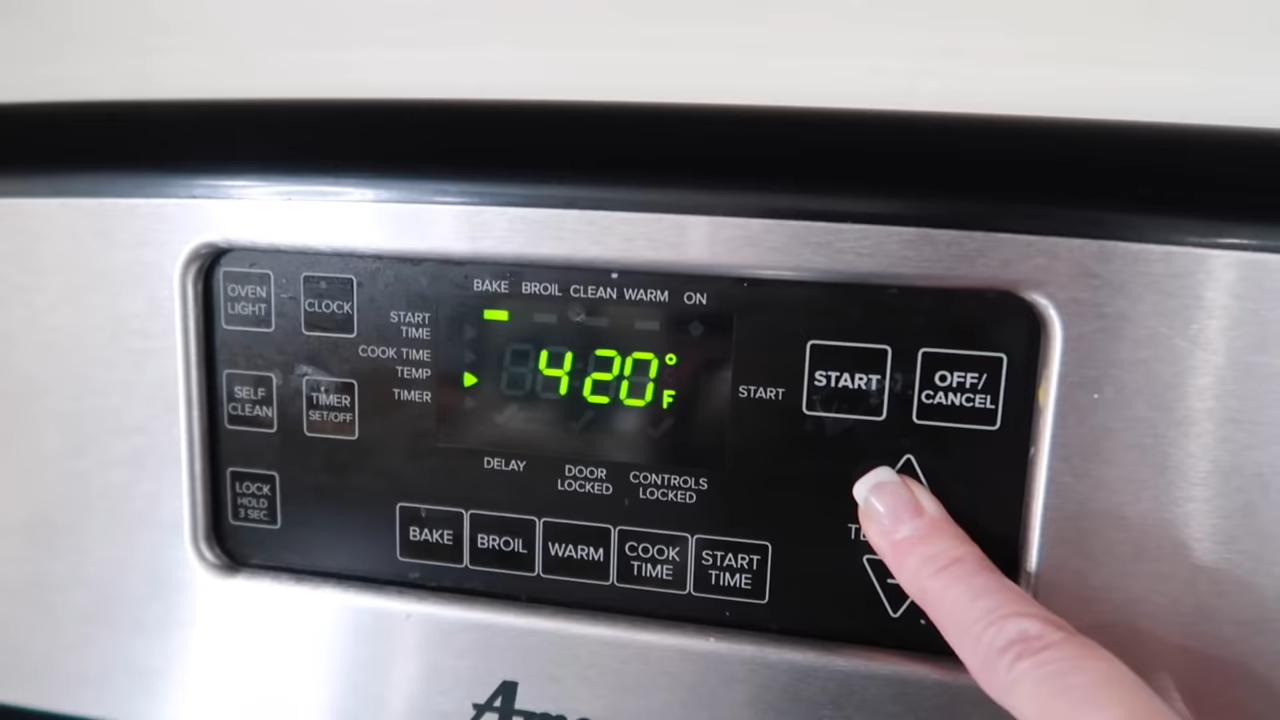 OVEN
LIGHT
CLOCK
SELF
CLEAN
TIMER
SET/OFF
LOCK
HOLD
3 SEC.
START
TIME
COOK TIME
TEMP
TIMER
BAKE BROIL CLEAN WARM ON
420°F
DELAY
DOOR
LOCKED
CONTROLS
LOCKED
BAKE
BROIL
WARM
COOK
TIME
START
TIME
START
START
OFF/
CANCEL